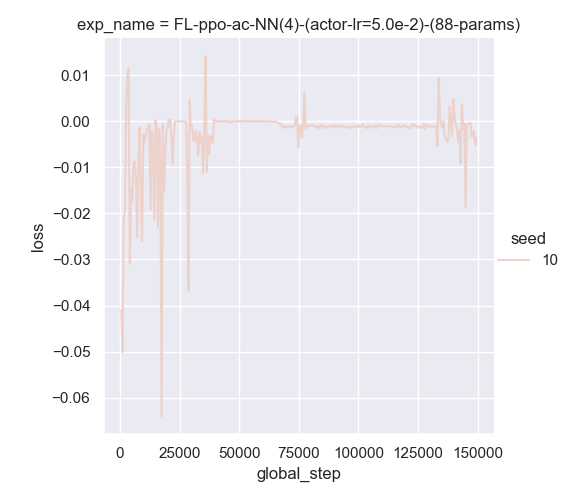 exp_name = FL-ppo-ac-NN(4)-(actor-lr=5.0e-2)-(88-params)
0.01
0.00
−0.01
−0.02
−0.03
−0.04
−0.05
−0.06
loss
0 25000 50000 75000 100000 125000 150000
global_step
seed
10